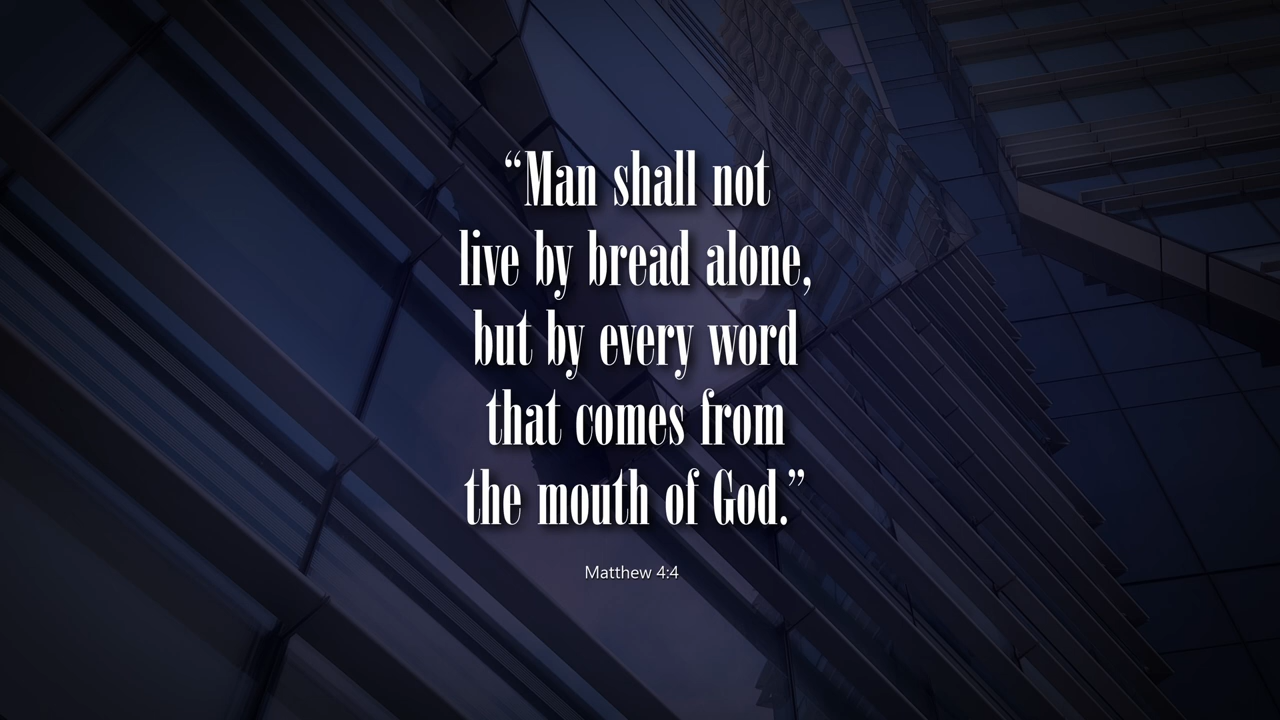 “Man shall not
live by bread alone,
but by every word
that comes from
the mouth of God.”
Matthew 4:4